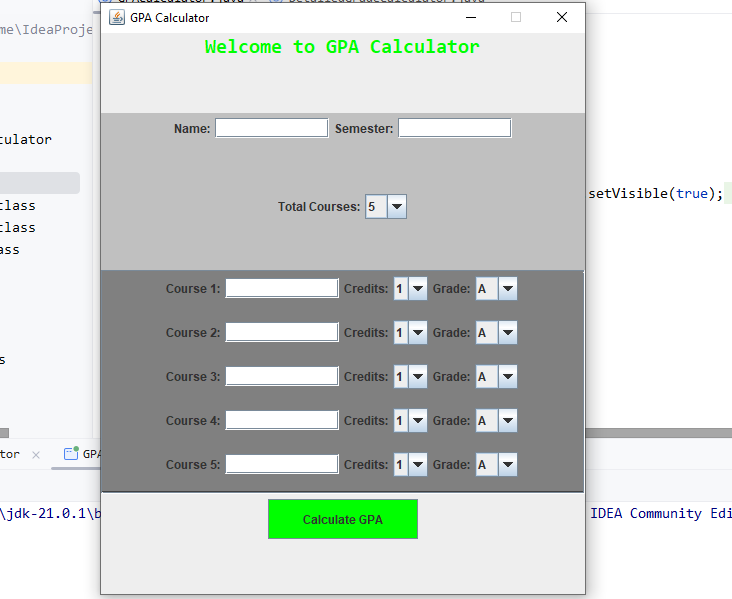 GPA Calculator
me\IdeaProje
Welcome to GPA Calculator
Name: Semester:
culator
setVisible(true);
class
Total Courses: 5
class
ass
Course 1: Credits: 1 Grade: A
Course 2: Credits: 1 Grade: A
s
Course 3: Credits: 1 Grade: A
Course 4: Credits: 1 Grade: A
tor × GPA
Course 5: Credits: 1 Grade: A
\jdk-21.0.1\b IDEA Community Edi
Calculate GPA